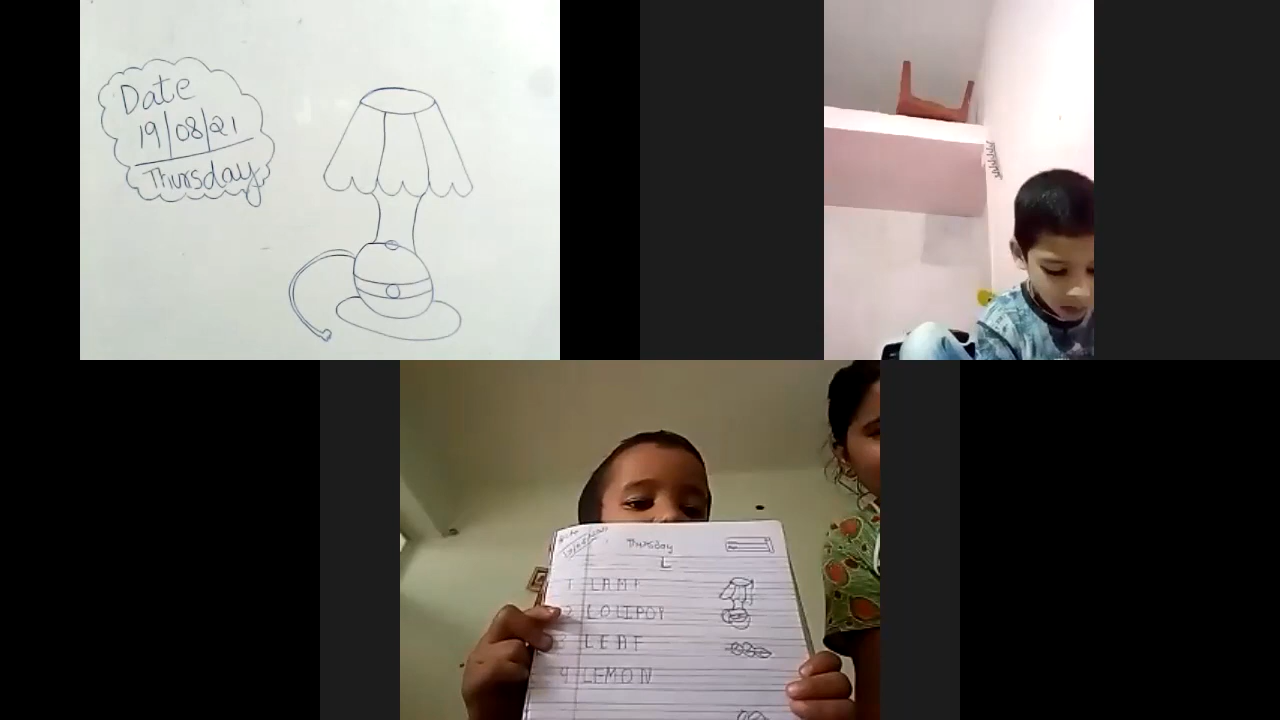 Date
19/08/21
Thursday
Thursday
L
1 LAMP
2 LOLIPOP
3 LEAF
4 LEMON